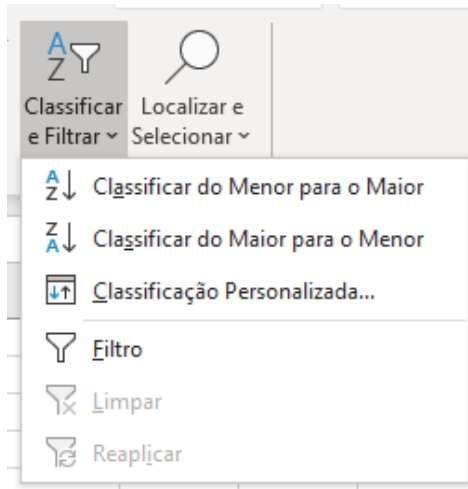 Classificar
e Filtrar
Localizar e
Selecionar
Classificar do Menor para o Maior
Classificar do Maior para o Menor
Classificação Personalizada...
Filtro
Limpar
Reaplicar